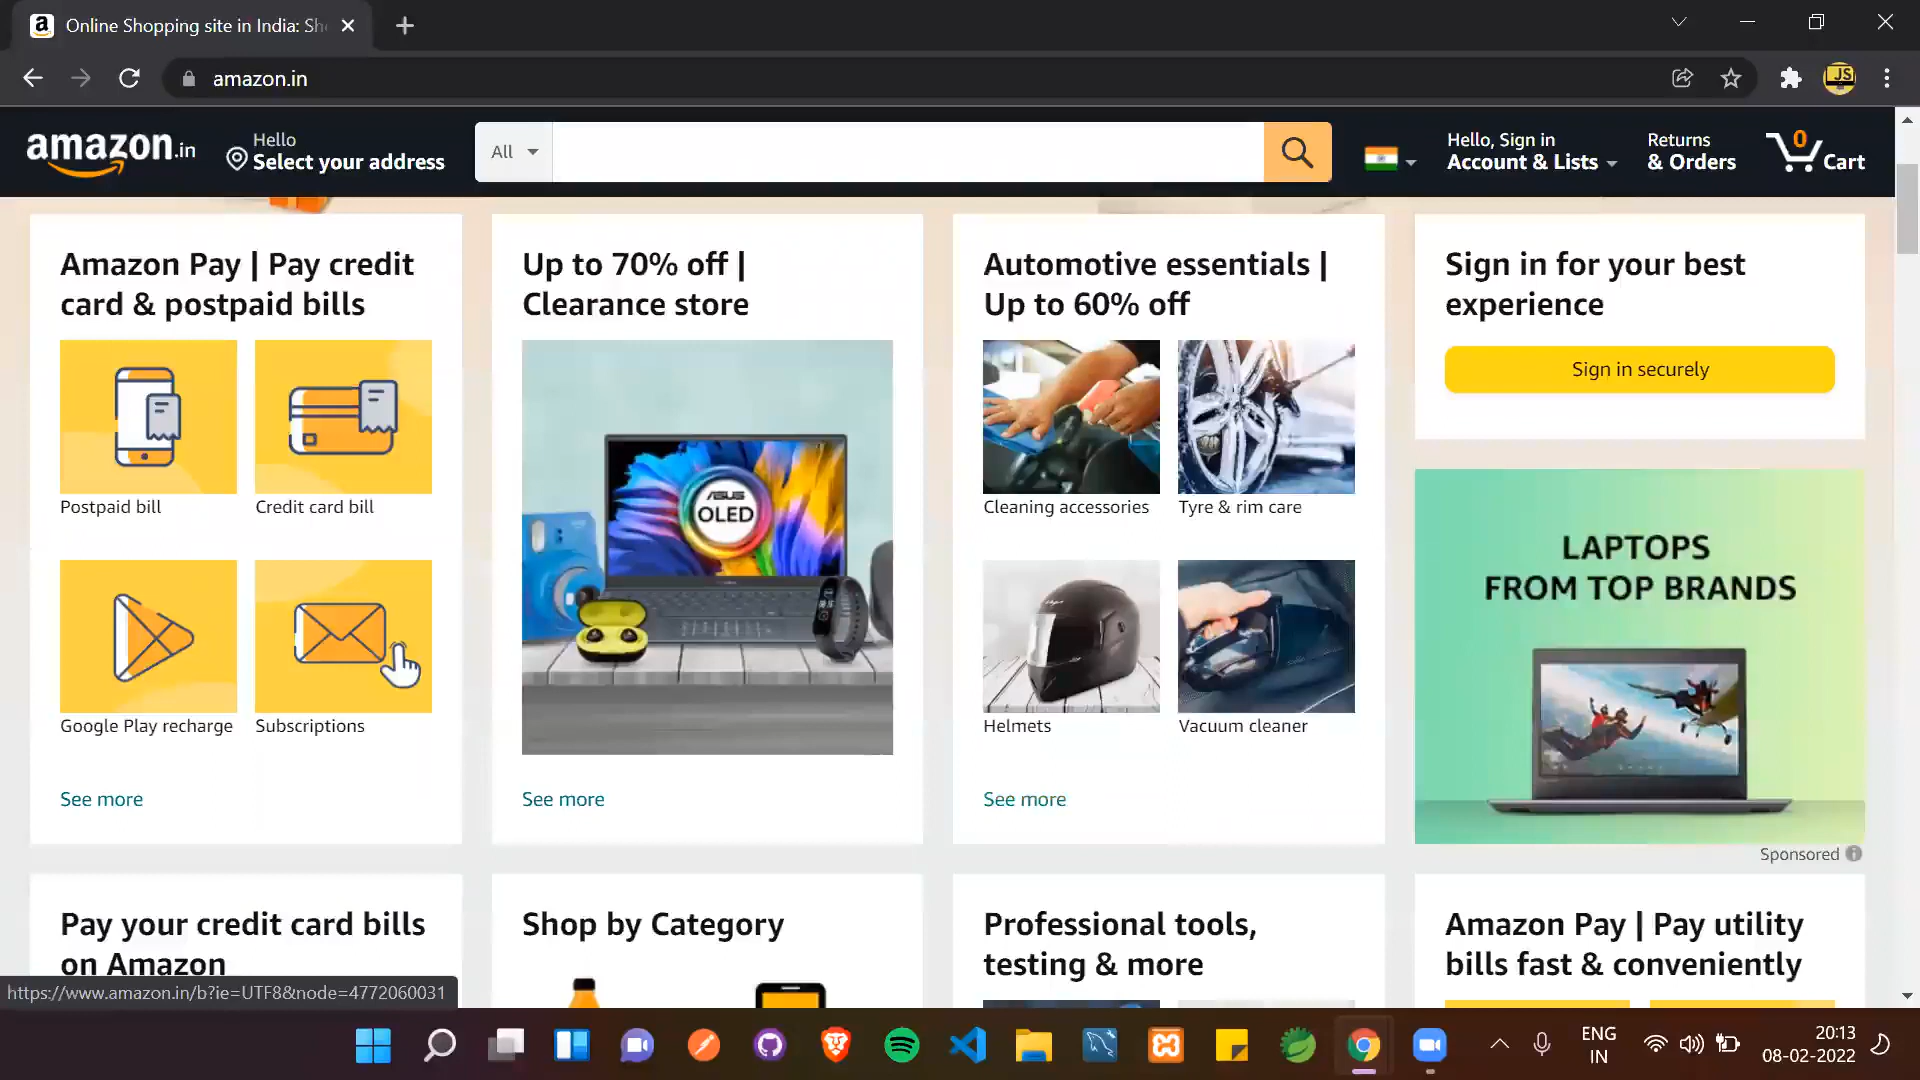 Online Shopping site in India: Sh
amazon.in
JS
amazon.in
Hello
Select your address
All
Hello, Sign in
Account & Lists
Returns
& Orders
0
Cart
Amazon Pay | Pay credit
card & postpaid bills
Postpaid bill
Credit card bill
Google Play recharge
Subscriptions
See more
Up to 70% off |
Clearance store
ASUS
OLED
See more
Automotive essentials |
Up to 60% off
Cleaning accessories
Tyre & rim care
Helmets
Vacuum cleaner
See more
Sign in for your best
experience
Sign in securely
LAPTOPS
FROM TOP BRANDS
Sponsored
Pay your credit card bills
on Amazon
Shop by Category
Professional tools,
testing & more
Amazon Pay | Pay utility
bills fast & conveniently
https://www.amazon.in/b?ie=UTF8&node=4772060031
ENG
IN
20:13
08-02-2022